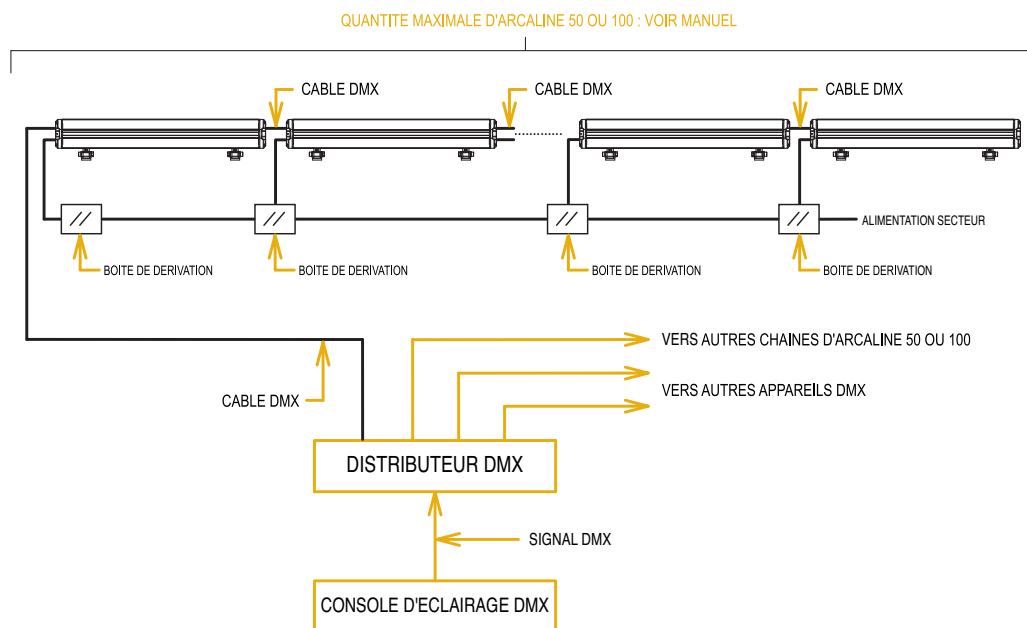 QUANTITE MAXIMALE D'ARCALINE 50 OU 100 : VOIR MANUEL
CABLE DMX
CABLE DMX
CABLE DMX
ALIMENTATION SECTEUR
BOITE DE DERIVATION
BOITE DE DERIVATION
BOITE DE DERIVATION
BOITE DE DERIVATION
VERS AUTRES CHAINES D'ARCALINE 50 OU 100
VERS AUTRES APPAREILS DMX
CABLE DMX
DISTRIBUTEUR DMX
SIGNAL DMX
CONSOLE D'ECLAIRAGE DMX